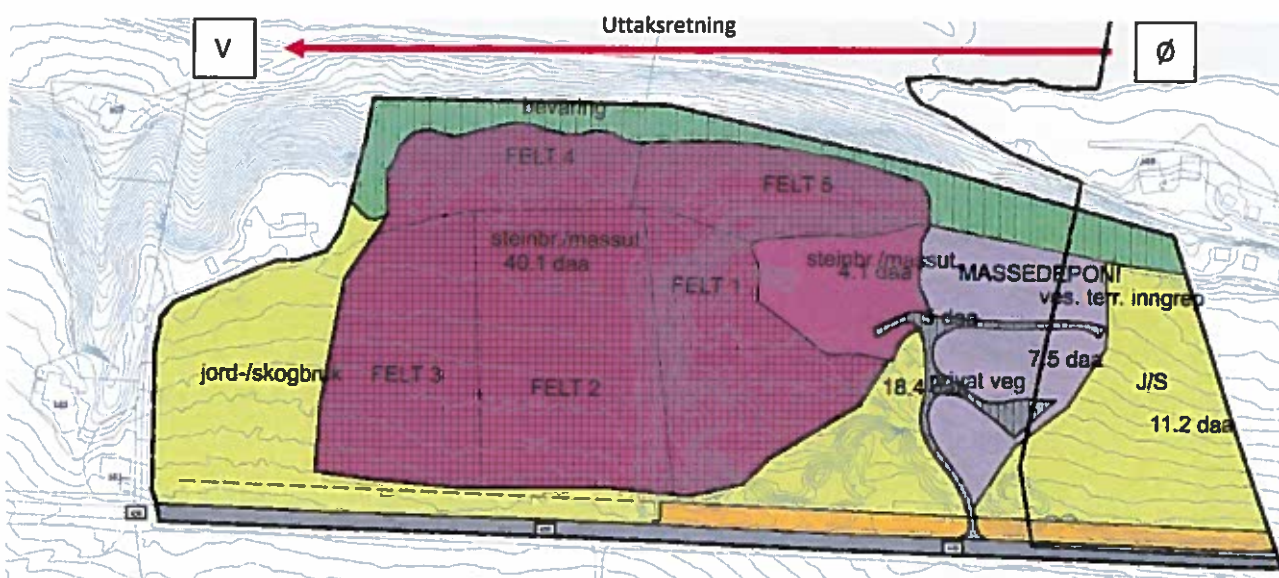 Uttaksretning
V
Ø
bevaring
FELT 4
FELT 5
steinbr./massut
40.1 daa
steinbr./massut
4.1 daa
MASSEDEPONI
ves. terr. inngrep
FELT 1
daa
7.5 daa
jord-/skogbruk
FELT 3
FELT 2
18.4
privat veg
J/S
11.2 daa